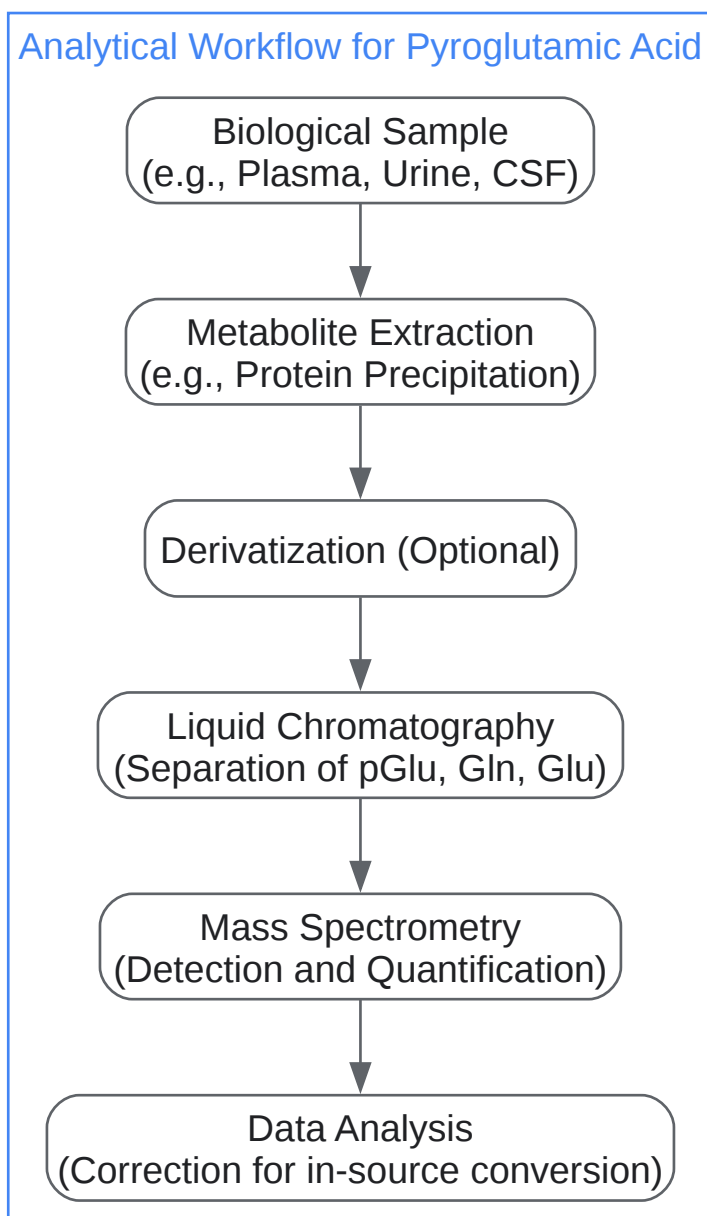 Analytical Workflow for Pyroglutamic Acid
Biological Sample
(e.g., Plasma, Urine, CSF)
Metabolite Extraction
(e.g., Protein Precipitation)
Derivatization (Optional)
Liquid Chromatography
(Separation of pGlu, Gln, Glu)
Mass Spectrometry
(Detection and Quantification)
Data Analysis
(Correction for in-source conversion)